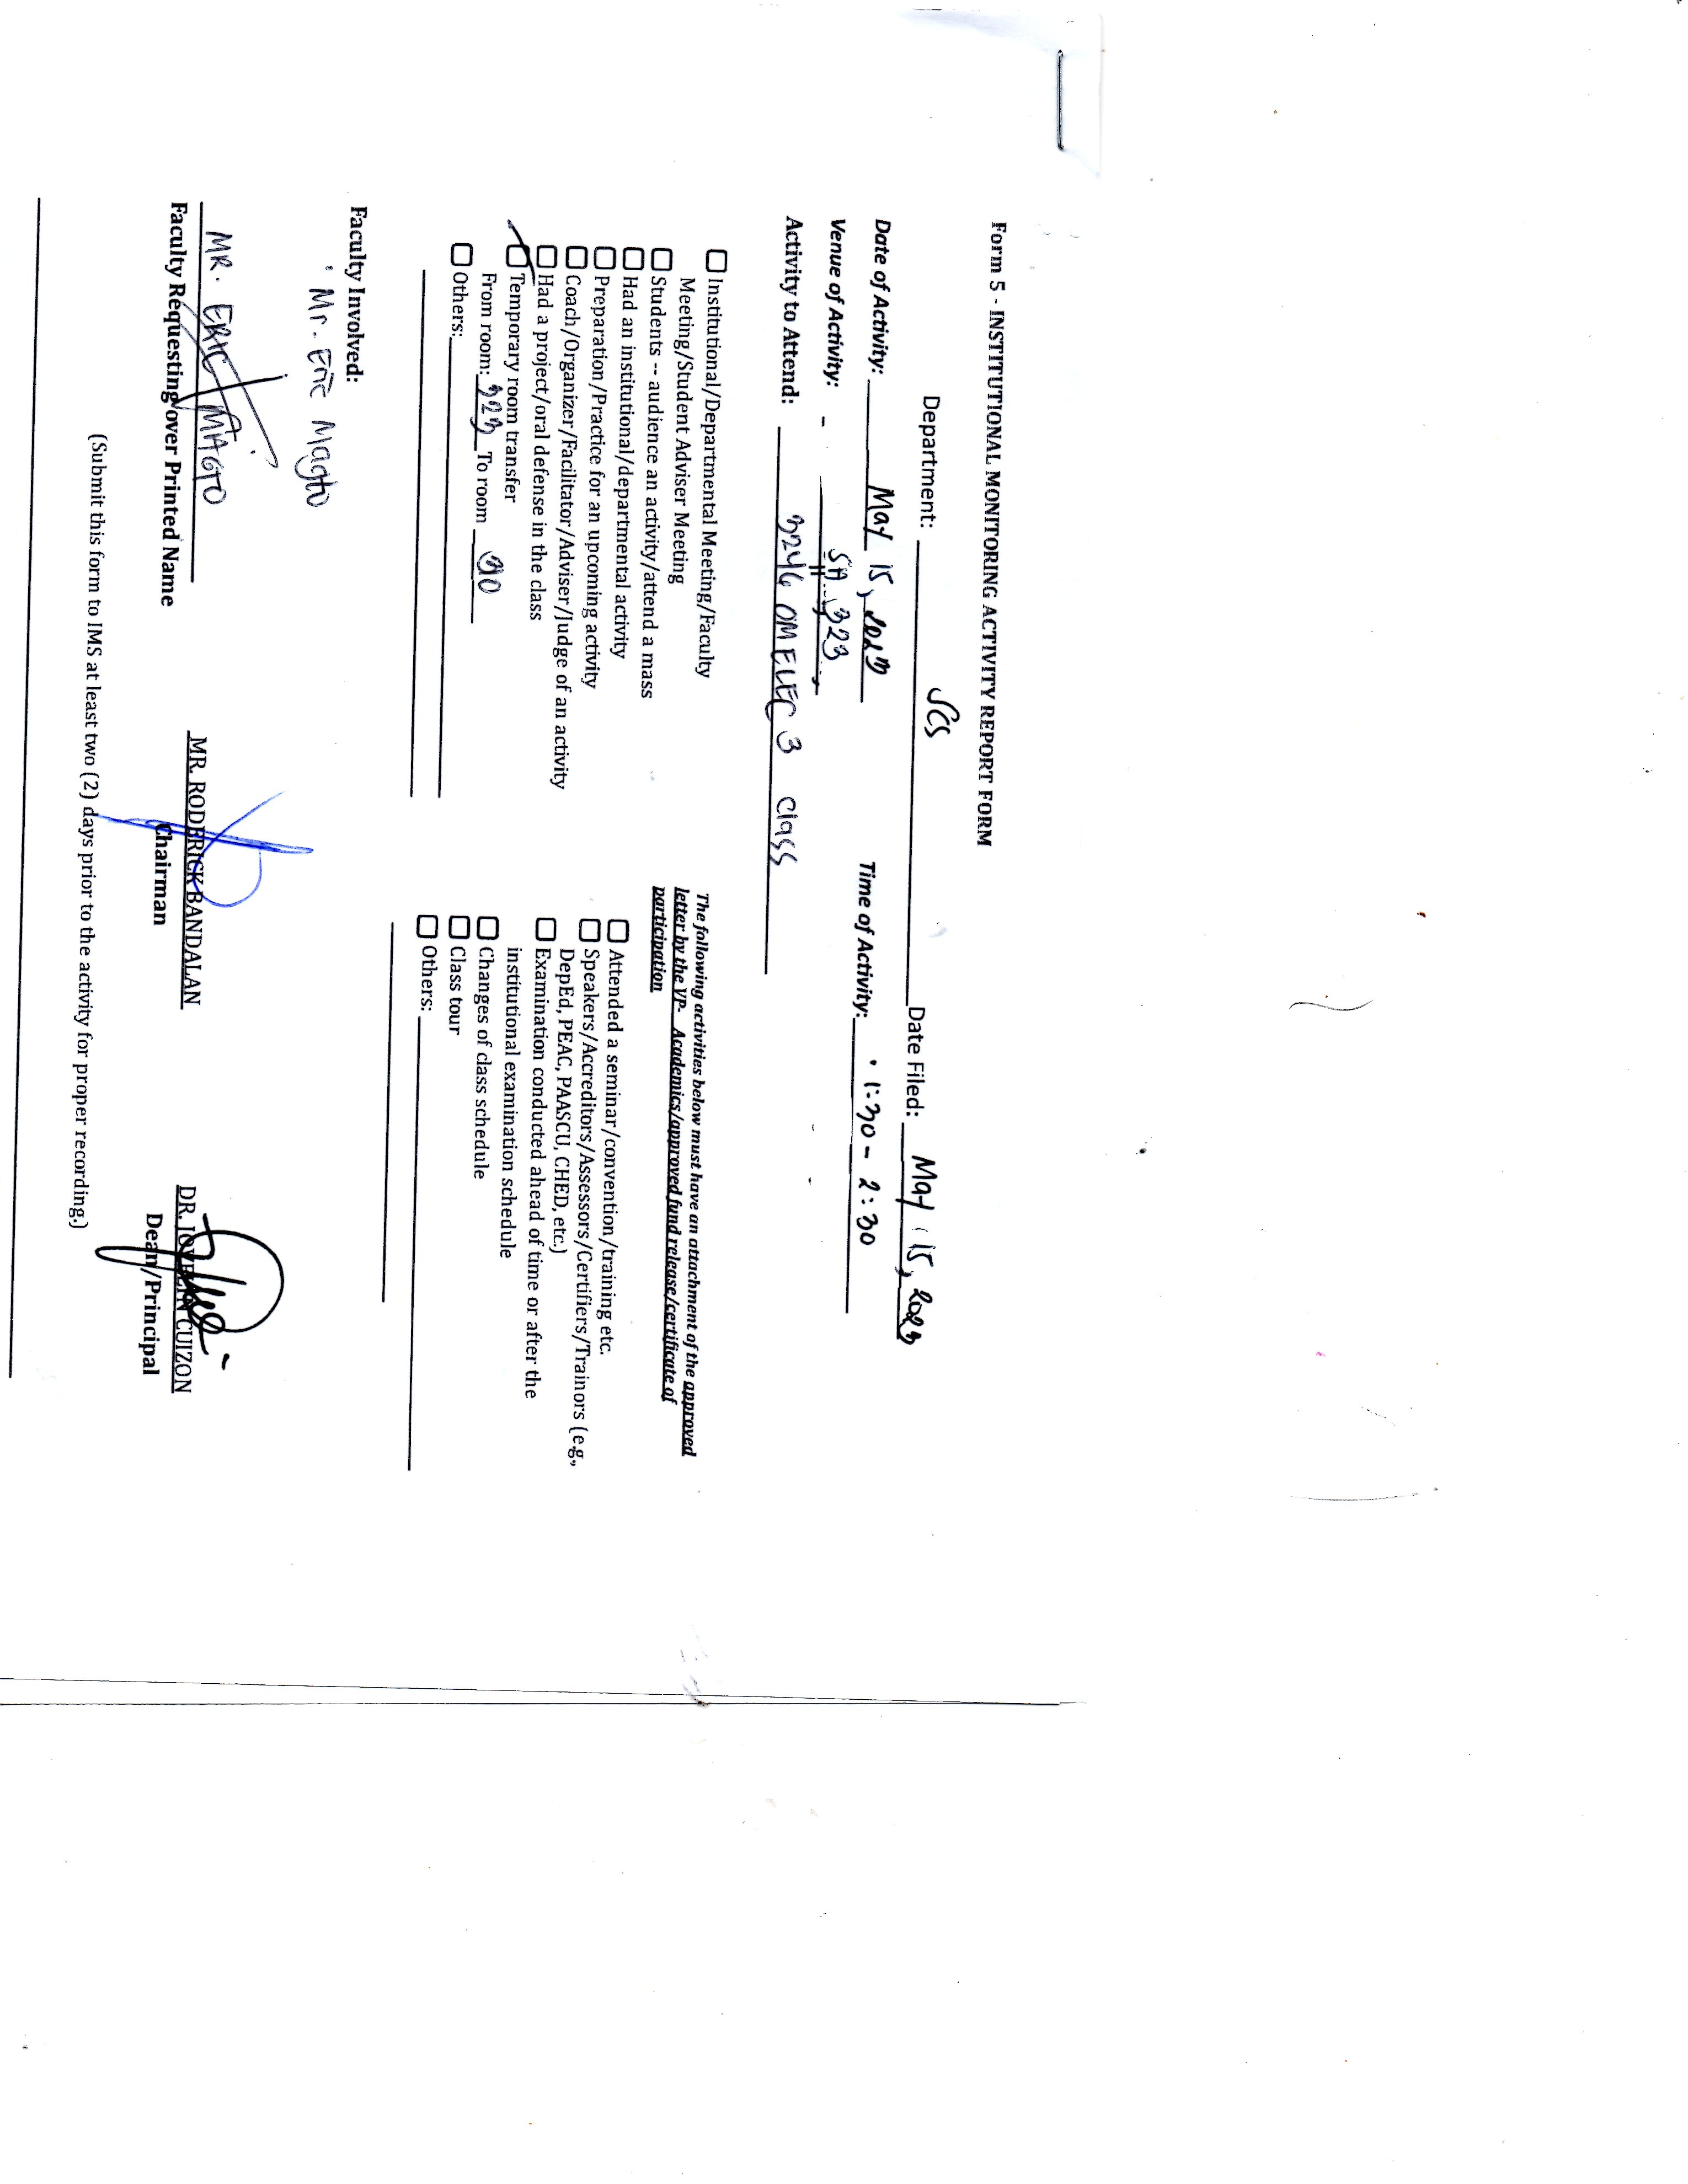 Form 5 - INSTITUTIONAL MONITORING ACTIVITY REPORT FORM
Department: SCS Date Filed: May 15, 2023
Date of Activity: May 15, 2023 Time of Activity: 1:30 - 2:30
Venue of Activity: - SA 323
Activity to Attend: ELEC 3 class
Institutional/Departmental Meeting/Faculty
Meeting/Student Adviser Meeting
Students -- audience an activity/attend a mass
Had an institutional/departmental activity
Preparation/Practice for an upcoming activity
Coach/Organizer/Facilitator/Adviser/Judge of an activity
Had a project/oral defense in the class
Temporary room transfer
From room: 323 To room
Others:
The following activities below must have an attachment of the approved
letter by the VP- Academics/approved fund release/certificate of
participation
Attended a seminar/convention/training etc.
Speakers/Accreditors/Assessors/Certifiers/Trainors (e.g.,
DepEd, PEAC, PAASCU, CHED, etc.)
Examination conducted ahead of time or after the
institutional examination schedule
Changes of class schedule
Class tour
Others:
Faculty Involved:
Mr. Eric Magto
MR. ERIC MAGTO
Faculty Requesting over Printed Name
MR. RODERICK BANDALAN
Chairman
DR. JOVELYN CUIZON
Dean/Principal
(Submit this form to IMS at least two (2) days prior to the activity for proper recording.)